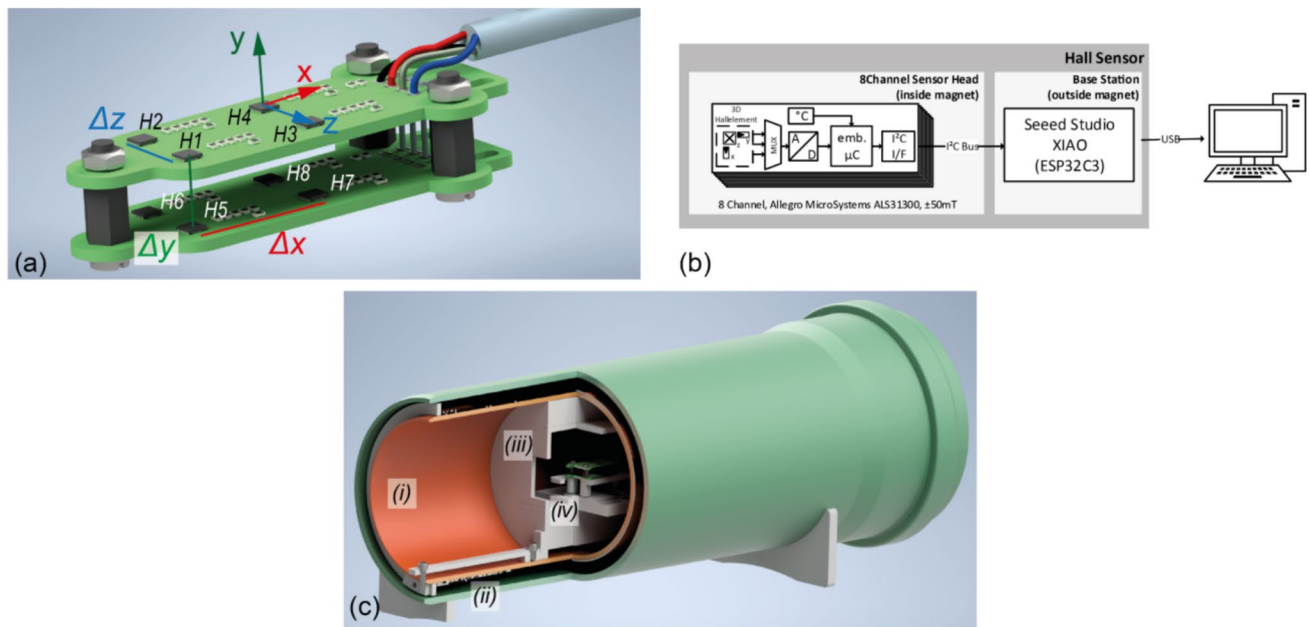 y
x
H4
Δz
H2
z
H3
H1
H8
H7
H6
H5
Δy
Δx
(a)
Hall Sensor
8Channel Sensor Head
(inside magnet)
Base Station
(outside magnet)
3D
Hallelement
z
y
x
MUX
A
D
°C
emb.
µC
I²C
I/F
I²C Bus
Seeed Studio
XIAO
(ESP32C3)
USB
8 Channel, Allegro MicroSystems ALS31300, ±50mT
(b)
(i)
(iii)
(iv)
(ii)
(c)